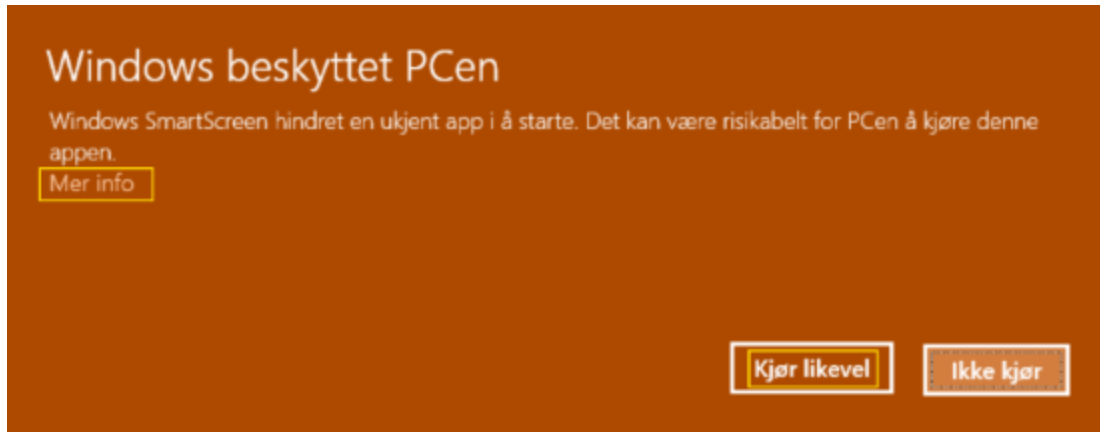 Windows beskyttet PCen
Windows SmartScreen hindret en ukjent app i å starte. Det kan være risikabelt for PCen å kjøre denne
appen.
Mer info
Kjør likevel
Ikke kjør